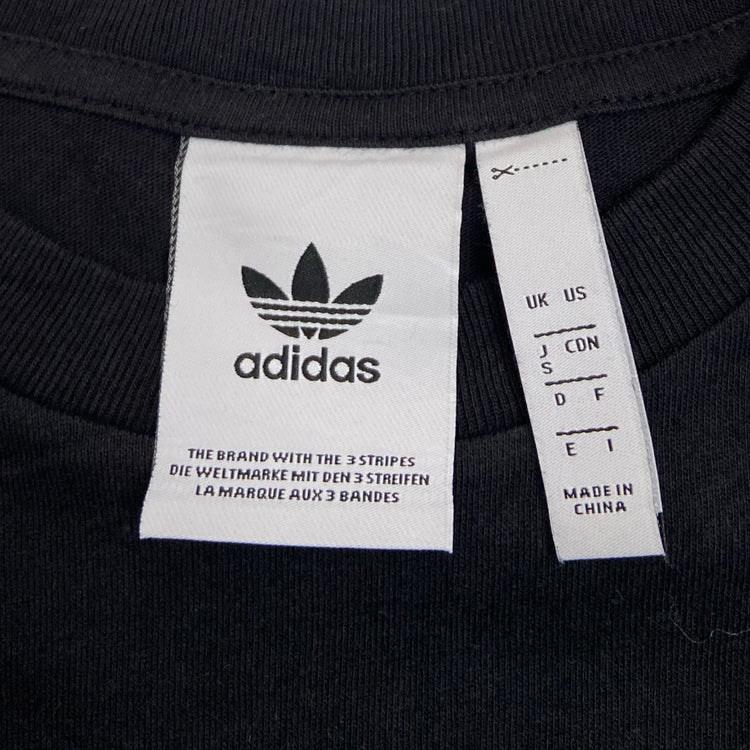 adidas
THE BRAND WITH THE 3 STRIPES
DIE WELTMARKE MIT DEN 3 STREIFEN
LA MARQUE AUX 3 BANDES
UK US
J CDN
S
D F
E I
MADE IN
CHINA